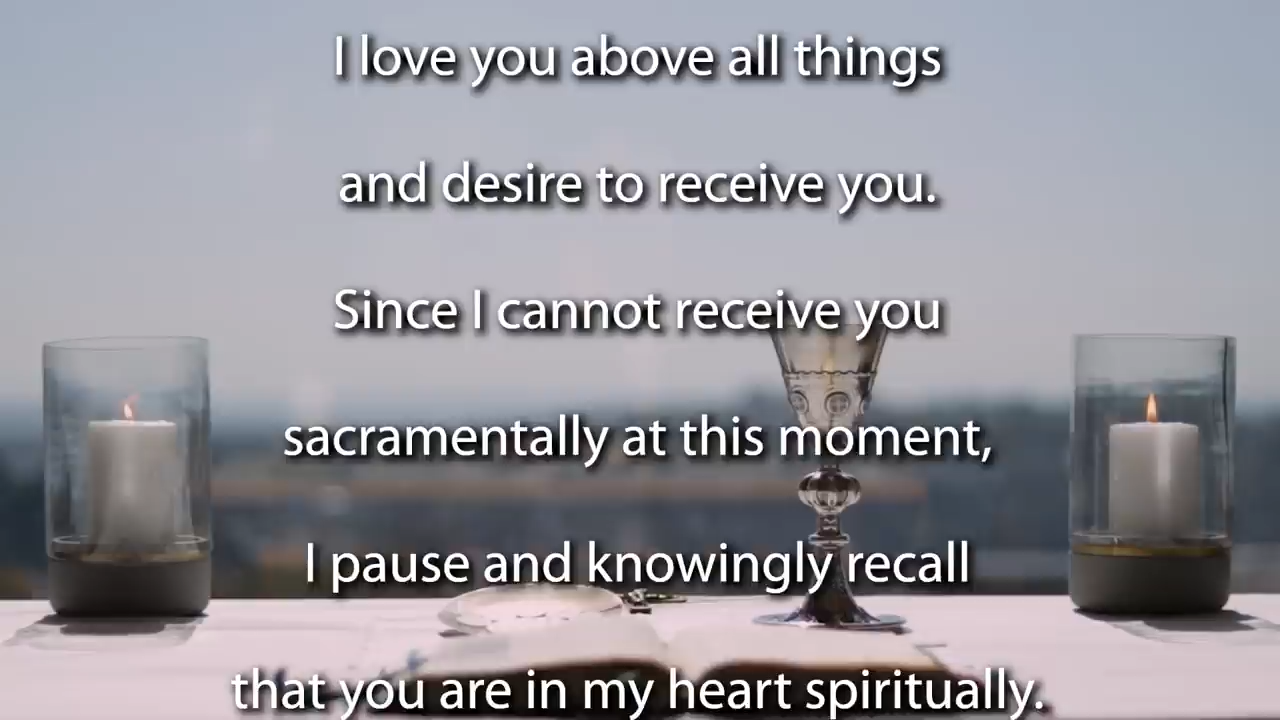 I love you above all things
and desire to receive you.
Since I cannot receive you
sacramentally at this moment,
I pause and knowingly recall
that you are in my heart spiritually.